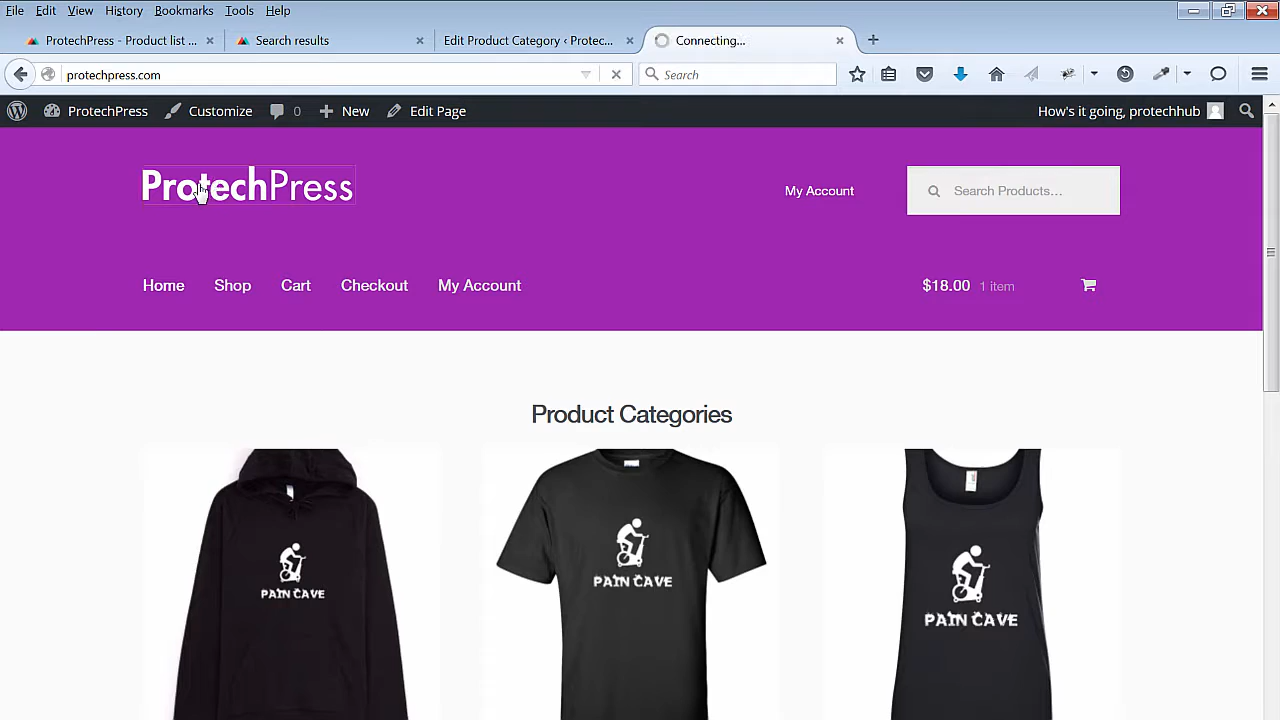 File Edit View History Bookmarks Tools Help
ProtechPress - Product list ... × Search results × Edit Product Category ‹ Protec... × Connecting... ×
protechpress.com Search
ProtechPress Customize 0 New Edit Page How's it going, protechhub
ProtechPress My Account Search Products...
Home Shop Cart Checkout My Account $18.00 1 item
Product Categories
PAIN CAVE PAIN CAVE PAIN CAVE